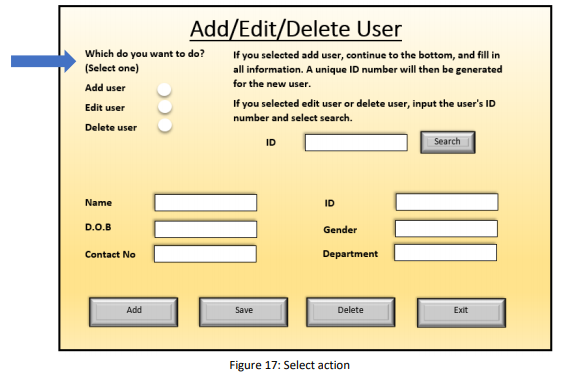 Add/Edit/Delete User
Which do you want to do?
(Select one)
Add user
Edit user
Delete user
If you selected add user, continue to the bottom, and fill in
all information. A unique ID number will then be generated
for the new user.
If you selected edit user or delete user, input the user's ID
number and select search.
ID
Search
Name
ID
D.O.B
Gender
Contact No
Department
Add
Save
Delete
Exit
Figure 17: Select action